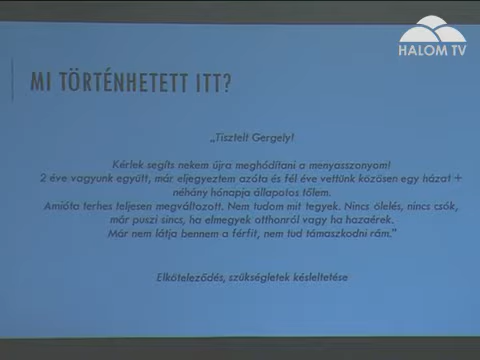 HALOM TV
MI TÖRTÉNHETETT ITT?
„Tisztelt Gergely!
Kérlek segíts nekem újra meghódítani a menyasszonyom!
2 éve vagyunk együtt, már eljegyeztem azóta és fél éve vettünk közösen egy házat +
néhány hónapja állapotos tőlem.
Amióta terhes teljesen megváltozott. Nem tudom mit tegyek. Nincs ölelés, nincs csók,
már puszi sincs, ha elmegyek otthonról vagy ha hazaérek.
Már nem látja bennem a férfit, nem tud támaszkodni rám."
Elköteleződés, szükségletek késleltetése